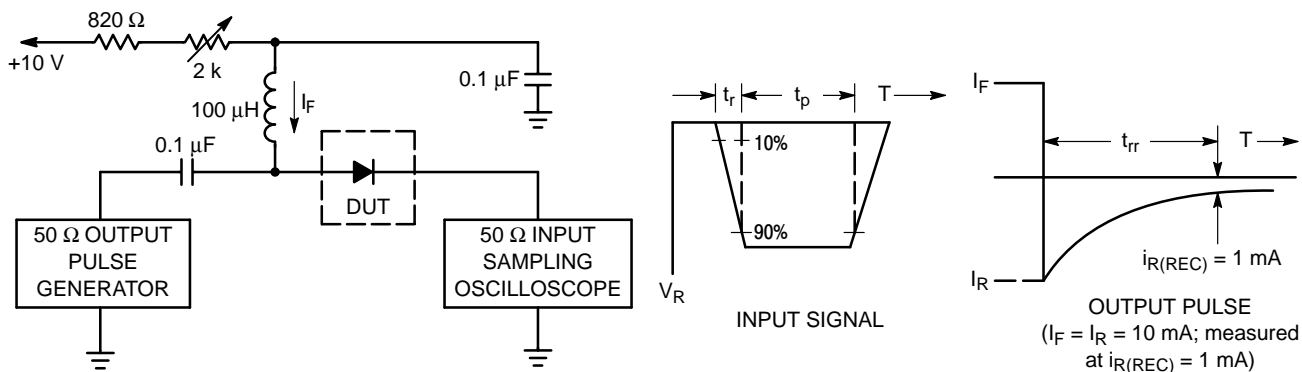 820 Ω
+10 V
2 k
100 µH
I_F
0.1 µF
0.1 µF
DUT
50 Ω OUTPUT
PULSE
GENERATOR
50 Ω INPUT
SAMPLING
OSCILLOSCOPE
t_r
t_p
T
10%
90%
V_R
INPUT SIGNAL
I_F
t_rr
T
i_R(REC) = 1 mA
I_R
OUTPUT PULSE
(I_F = I_R = 10 mA; measured
at i_R(REC) = 1 mA)